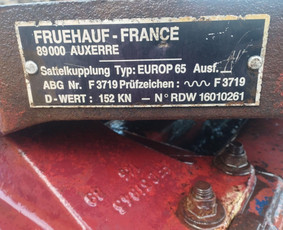 FRUEHAUF - FRANCE
89000 AUXERRE
Sattelkupplung Typ: EUROP 65 Ausf.
ABG Nr. F 3719 Prüfzeichen: ~~~ F 3719
D-WERT : 152 KN - N° RDW 16010261